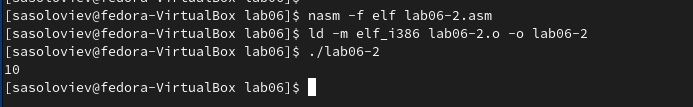 [sasoloviev@fedora-VirtualBox lab06]$ nasm -f elf lab06-2.asm
[sasoloviev@fedora-VirtualBox lab06]$ ld -m elf_i386 lab06-2.o -o lab06-2
[sasoloviev@fedora-VirtualBox lab06]$ ./lab06-2
10
[sasoloviev@fedora-VirtualBox lab06]$